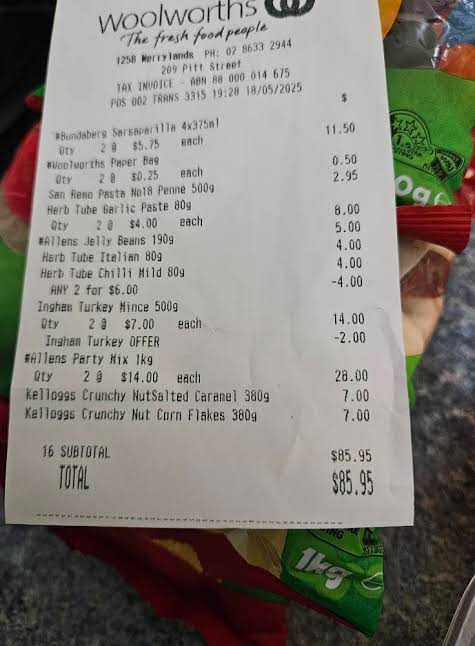 Woolworths
The fresh food people
1258 Merrylands PH: 02 8633 2944
209 Pitt Street
TAX INVOICE - ABN 88 000 014 675
POS 002 TRANS 3315 19:28 18/05/2025
$
#Bundaberg Sarsaparilla 4x375ml
Qty 2 @ $5.75 each 11.50
#Woolworths Paper Bag
Qty 2 @ $0.25 each 0.50
San Remo Pasta No18 Penne 500g 2.95
Herb Tube Garlic Paste 80g
Qty 2 @ $4.00 each 8.00
#Allens Jelly Beans 190g 5.00
Herb Tube Italian 80g 4.00
Herb Tube Chilli Mild 80g 4.00
ANY 2 for $6.00 -4.00
Ingham Turkey Mince 500g
Qty 2 @ $7.00 each 14.00
Ingham Turkey OFFER -2.00
#Allens Party Mix 1kg
Qty 2 @ $14.00 each 28.00
Kelloggs Crunchy NutSalted Caramel 380g 7.00
Kelloggs Crunchy Nut Corn Flakes 380g 7.00
16 SUBTOTAL $85.95
TOTAL $85.95
0g
1kg